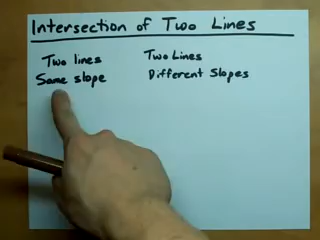 Intersection of Two Lines
Two lines
Same slope
Two Lines
Different Slopes